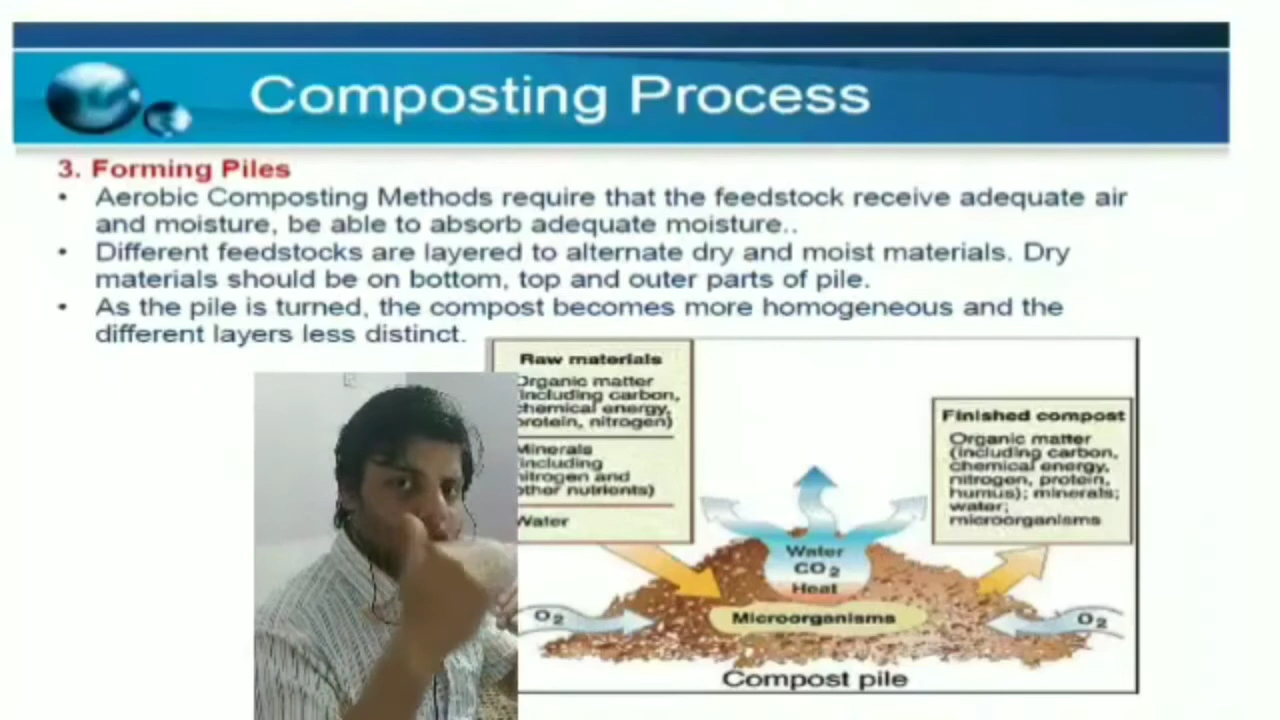 Composting Process
3. Forming Piles
• Aerobic Composting Methods require that the feedstock receive adequate air
and moisture, be able to absorb adequate moisture..
• Different feedstocks are layered to alternate dry and moist materials. Dry
materials should be on bottom, top and outer parts of pile.
• As the pile is turned, the compost becomes more homogeneous and the
different layers less distinct.
Raw materials
Organic matter
(including carbon,
chemical energy,
protein, nitrogen)
Minerals
(including
nitrogen and
other nutrients)
Water
Finished compost
Organic matter
(including carbon,
chemical energy,
nitrogen, protein,
humus); minerals;
water;
microorganisms
Water
CO2
Heat
Microorganisms
O2
O2
Compost pile